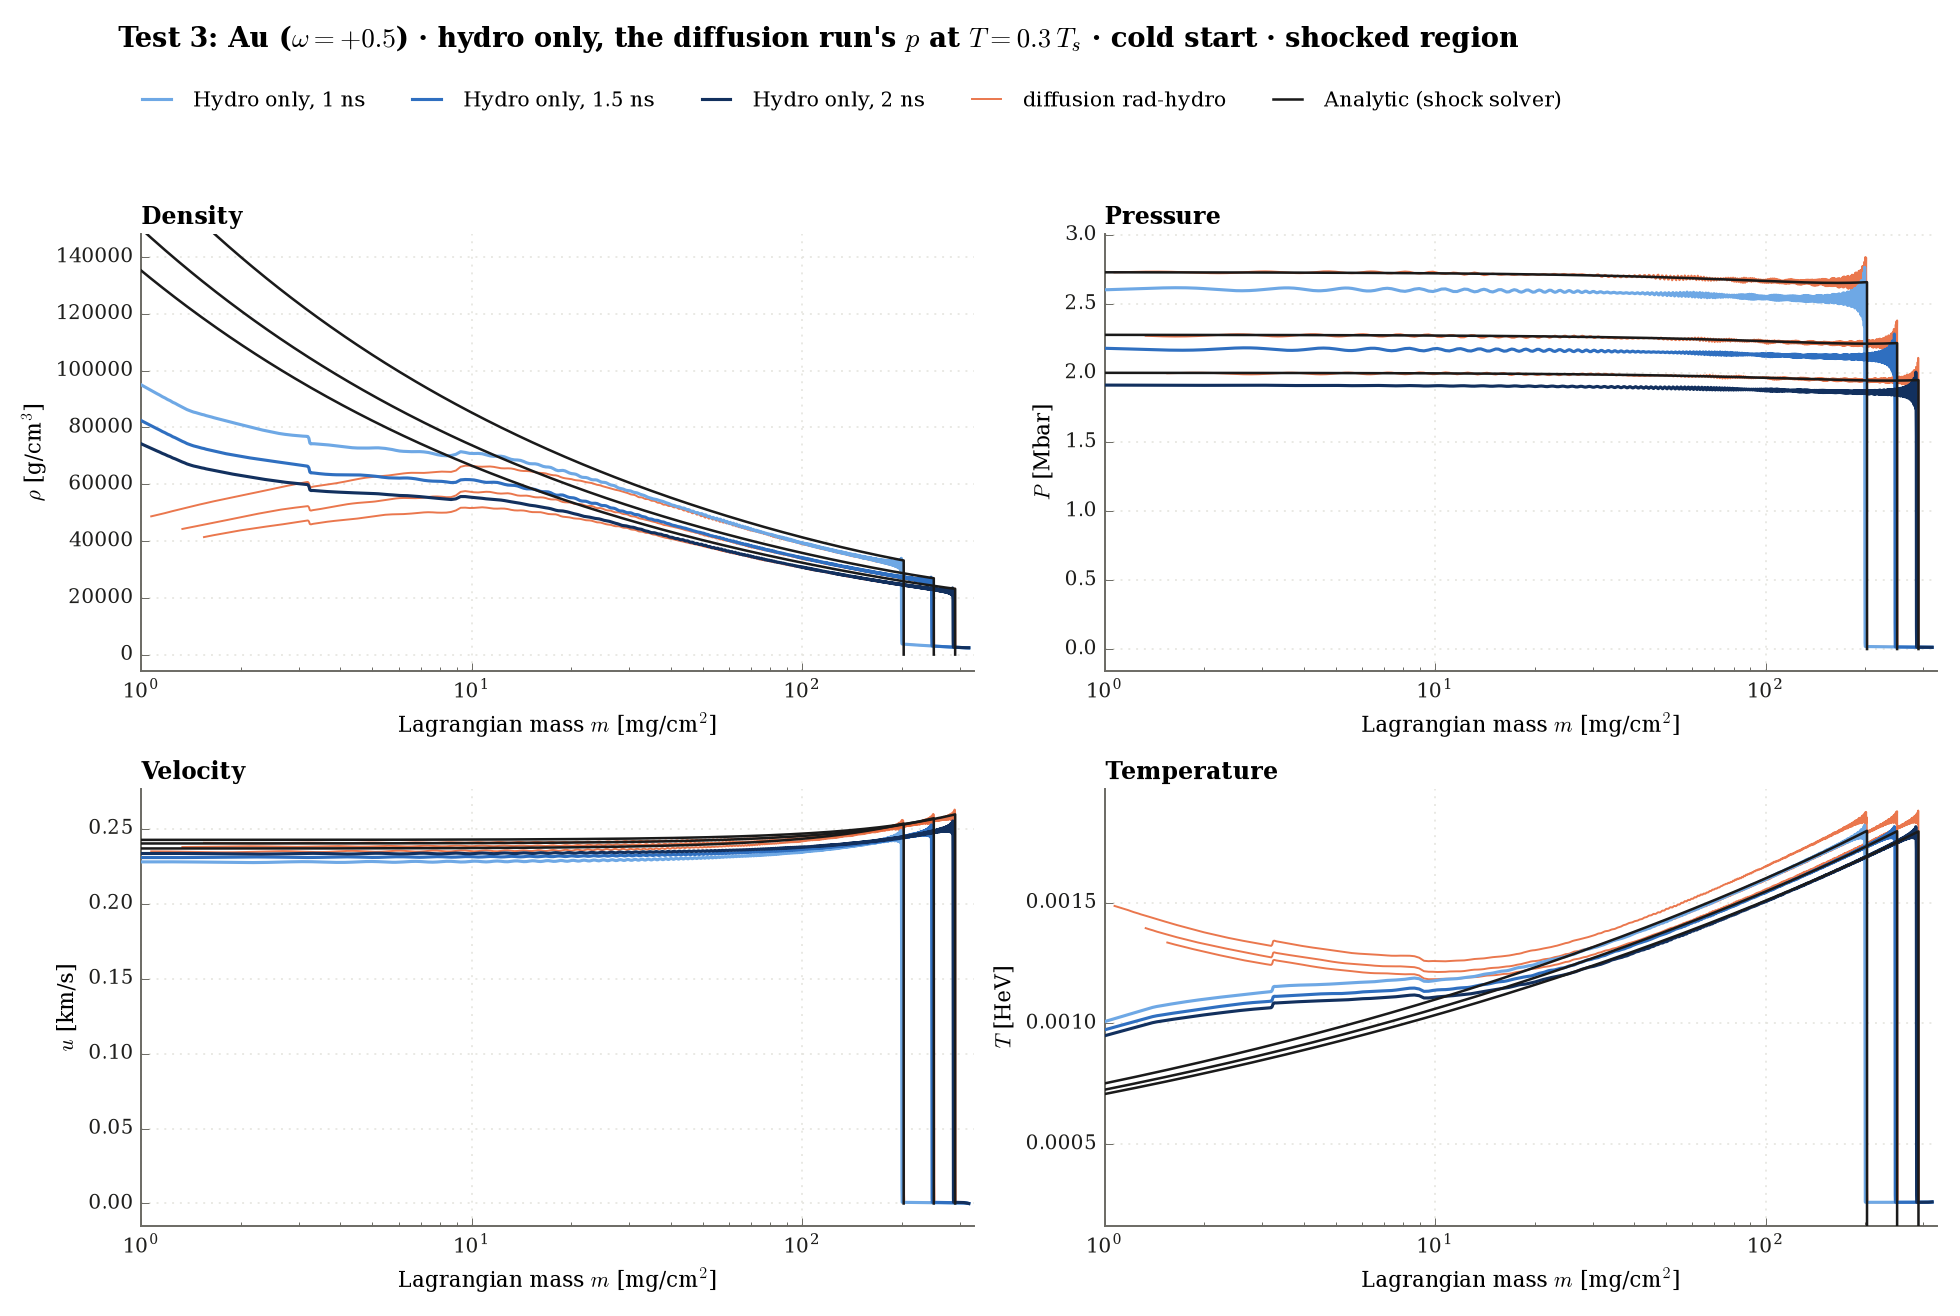 Test 3: Au (ω = +0.5) · hydro only, the diffusion run's p at T = 0.3 Tₛ · cold start · shocked region
Hydro only, 1 ns
Hydro only, 1.5 ns
Hydro only, 2 ns
diffusion rad-hydro
Analytic (shock solver)
Density
ρ [g/cm³]
140000
120000
100000
80000
60000
40000
20000
0
10⁰
10¹
10²
Lagrangian mass m [mg/cm²]
Pressure
P [Mbar]
3.0
2.5
2.0
1.5
1.0
0.5
0.0
10⁰
10¹
10²
Lagrangian mass m [mg/cm²]
Velocity
u [km/s]
0.25
0.20
0.15
0.10
0.05
0.00
10⁰
10¹
10²
Lagrangian mass m [mg/cm²]
Temperature
T [HeV]
0.0015
0.0010
0.0005
10⁰
10¹
10²
Lagrangian mass m [mg/cm²]